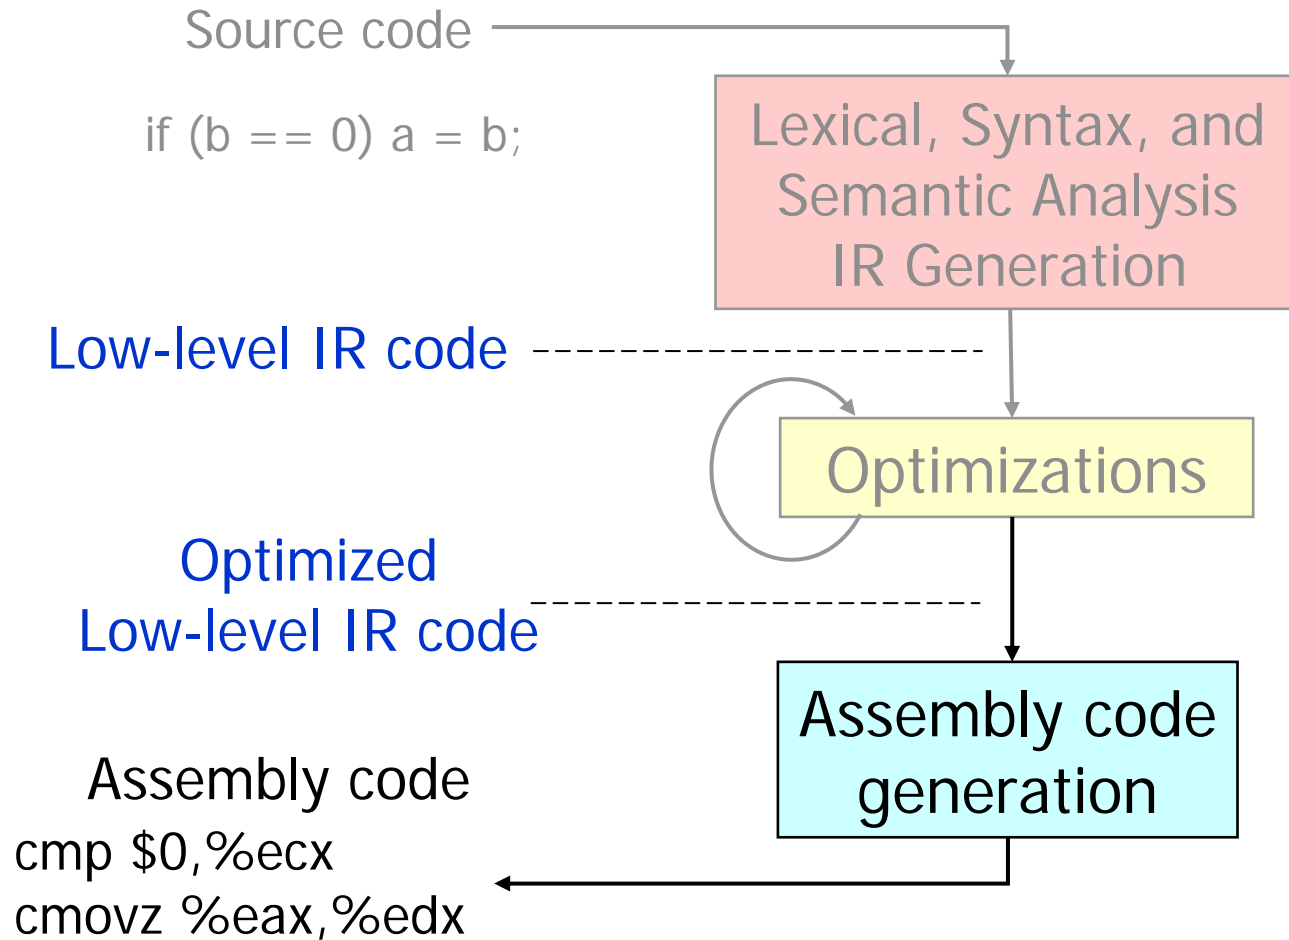 Source code
if (b == 0) a = b;
Lexical, Syntax, and
Semantic Analysis
IR Generation
Low-level IR code
Optimizations
Optimized
Low-level IR code
Assembly code
generation
Assembly code
cmp $0,%ecx
cmovz %eax,%edx